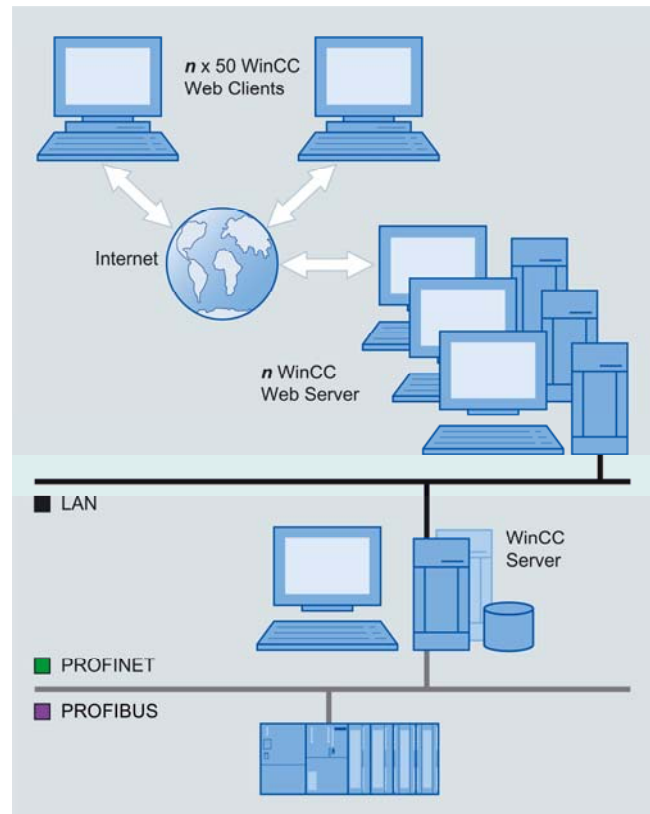 n x 50 WinCC
Web Clients
Internet
n WinCC
Web Server
LAN
WinCC
Server
PROFINET
PROFIBUS